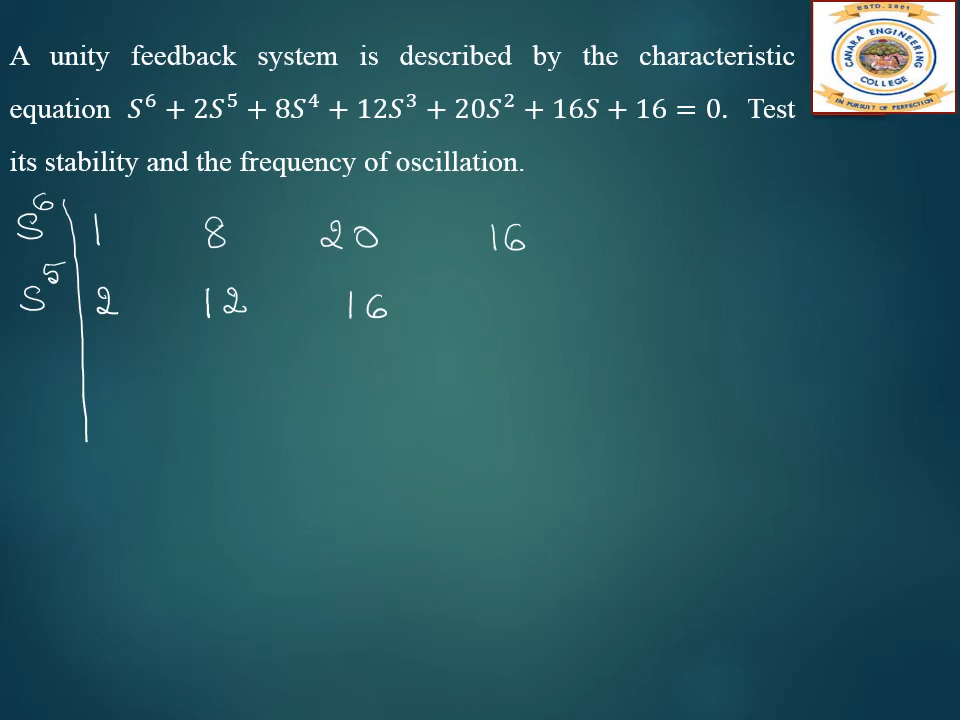 ESTD. 2001
CANARA ENGINEERING
COLLEGE
IN PURSUIT OF PERFECTION
A unity feedback system is described by the characteristic
equation 𝑆⁶ + 2𝑆⁵ + 8𝑆⁴ + 12𝑆³ + 20𝑆² + 16𝑆 + 16 = 0. Test
its stability and the frequency of oscillation.
S⁶ | 1 8 20 16
S⁵ | 2 12 16